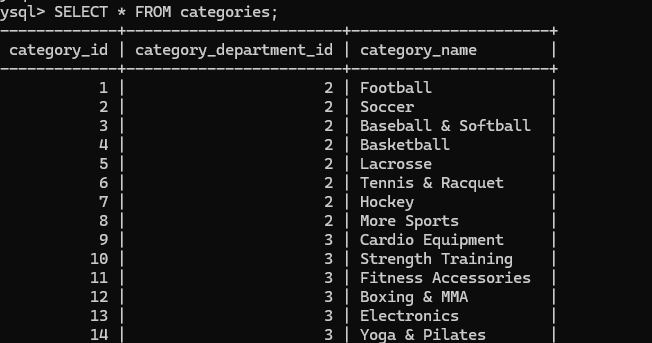 ysql> SELECT * FROM categories;
-------------+------------------------+---------------------+
 category_id | category_department_id | category_name       |
-------------+------------------------+---------------------+
           1 |                      2 | Football            |
           2 |                      2 | Soccer              |
           3 |                      2 | Baseball & Softball |
           4 |                      2 | Basketball          |
           5 |                      2 | Lacrosse            |
           6 |                      2 | Tennis & Racquet    |
           7 |                      2 | Hockey              |
           8 |                      2 | More Sports         |
           9 |                      3 | Cardio Equipment    |
          10 |                      3 | Strength Training   |
          11 |                      3 | Fitness Accessories |
          12 |                      3 | Boxing & MMA        |
          13 |                      3 | Electronics         |
          14 |                      3 | Yoga & Pilates      |